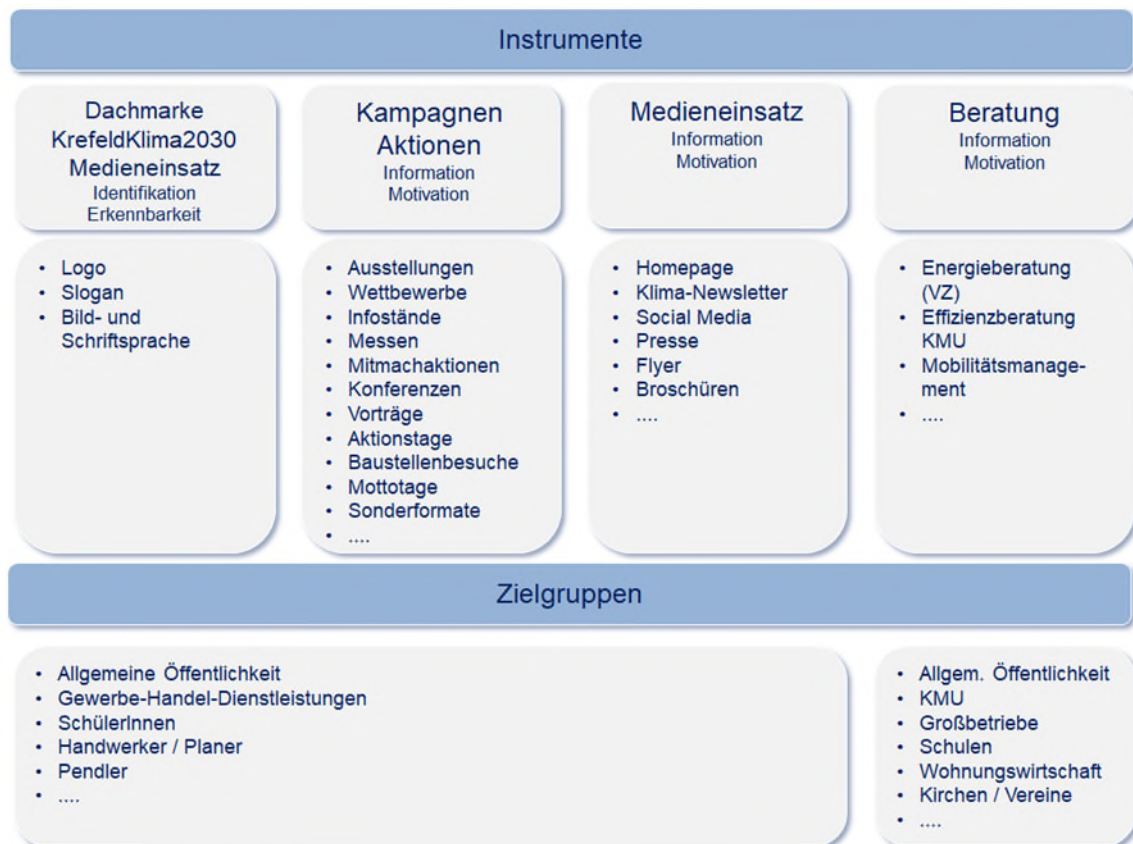 Instrumente
Dachmarke
KrefeldKlima2030
Medieneinsatz
Identifikation
Erkennbarkeit
Kampagnen
Aktionen
Information
Motivation
Medieneinsatz
Information
Motivation
Beratung
Information
Motivation
• Logo
• Slogan
• Bild- und
Schriftsprache
• Ausstellungen
• Wettbewerbe
• Infostände
• Messen
• Mitmachaktionen
• Konferenzen
• Vorträge
• Aktionstage
• Baustellenbesuche
• Mottotage
• Sonderformate
• ....
• Homepage
• Klima-Newsletter
• Social Media
• Presse
• Flyer
• Broschüren
• ....
• Energieberatung
(VZ)
• Effizienzberatung
KMU
• Mobilitätsmanage-
ment
• ....
Zielgruppen
• Allgemeine Öffentlichkeit
• Gewerbe-Handel-Dienstleistungen
• SchülerInnen
• Handwerker / Planer
• Pendler
• ....
• Allgem. Öffentlichkeit
• KMU
• Großbetriebe
• Schulen
• Wohnungswirtschaft
• Kirchen / Vereine
• ....